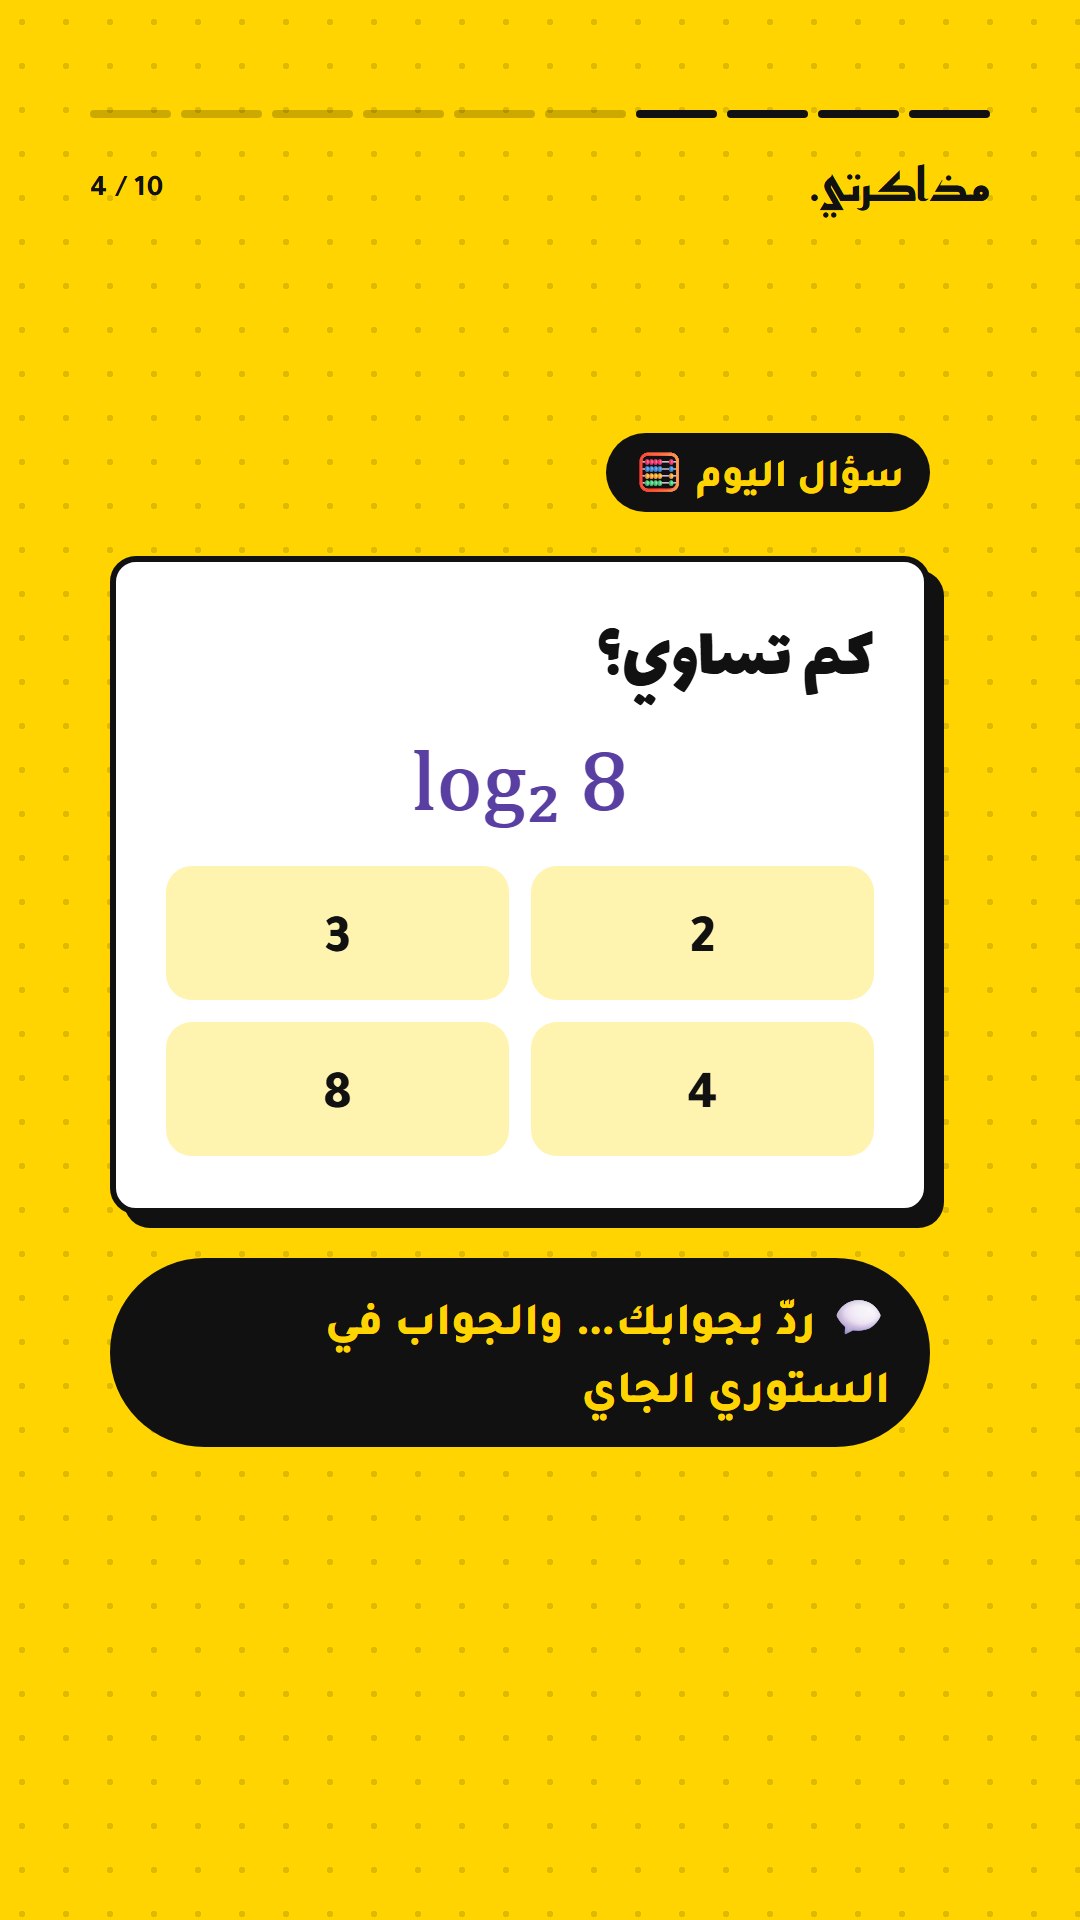 مذاكرتي.
4 / 10
سؤال اليوم 🧮
كم تساوي؟
log₂ 8
2
3
4
8
💬 ردّ بجوابك... والجواب في
الستوري الجاي